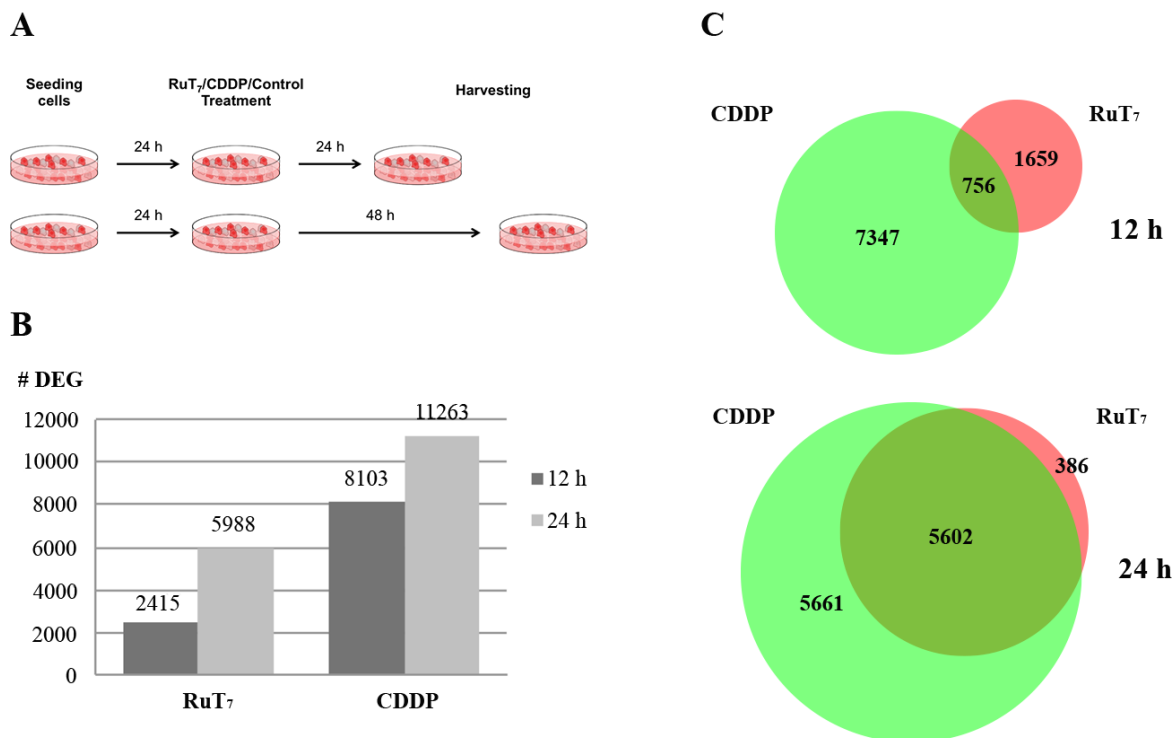 A
Seeding
cells
RuT₇/CDDP/Control
Treatment
Harvesting
24 h
24 h
24 h
48 h
B
# DEG
12000
10000
8000
6000
4000
2000
0
2415
5988
8103
11263
RuT₇
CDDP
12 h
24 h
C
CDDP
RuT₇
1659
756
7347
12 h
CDDP
RuT₇
386
5602
5661
24 h